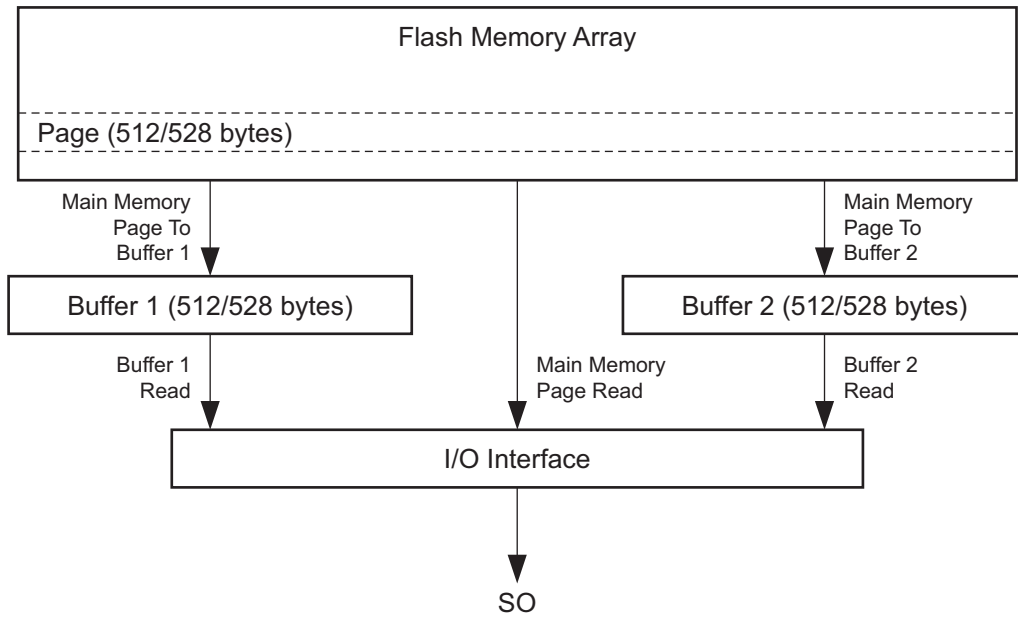 Flash Memory Array
Page (512/528 bytes)
Main Memory
Page To
Buffer 1
Main Memory
Page To
Buffer 2
Buffer 1 (512/528 bytes)
Buffer 2 (512/528 bytes)
Buffer 1
Read
Main Memory
Page Read
Buffer 2
Read
I/O Interface
SO